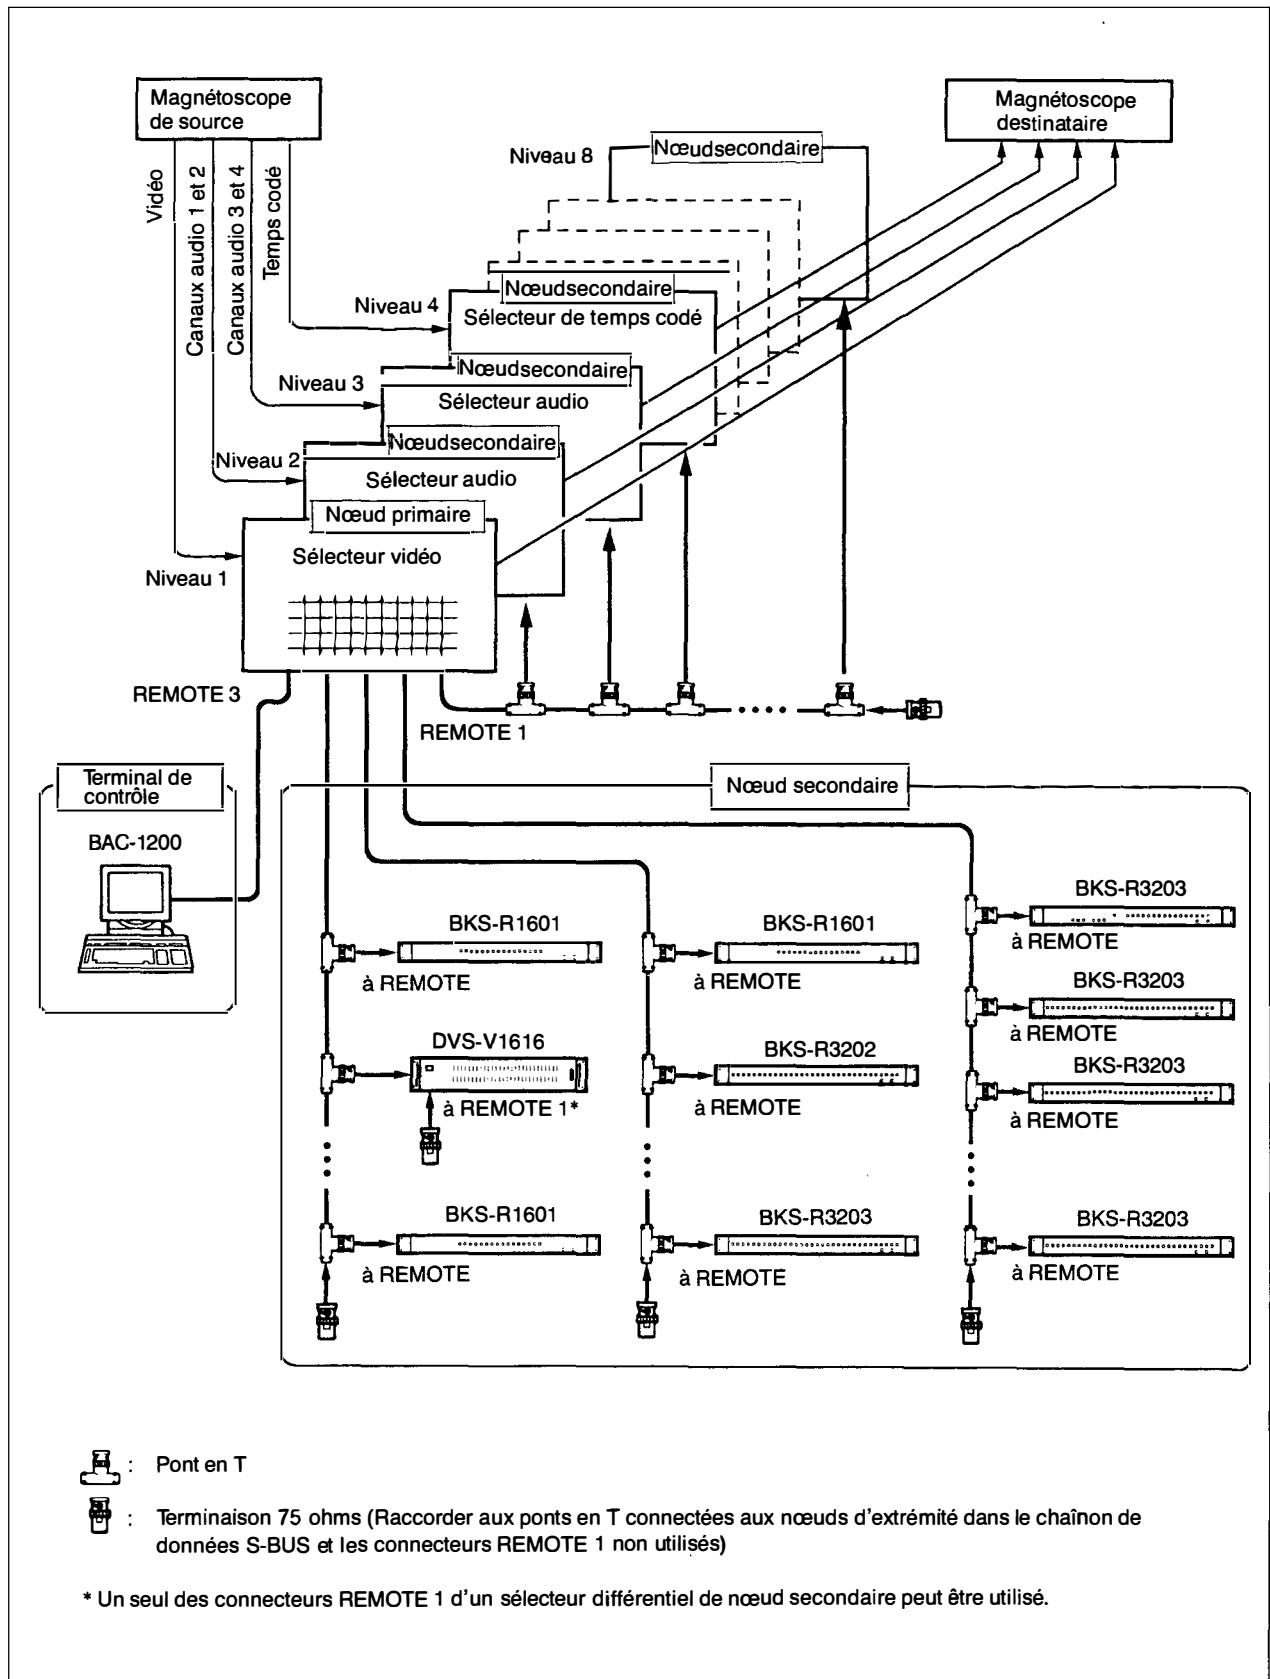 Magnétoscope
de source
Magnétoscope
destinataire
Niveau 8
Nœudsecondaire
Vidéo
Canaux audio 1 et 2
Canaux audio 3 et 4
Temps codé
Niveau 4
Nœudsecondaire
Sélecteur de temps codé
Niveau 3
Nœudsecondaire
Sélecteur audio
Niveau 2
Nœudsecondaire
Sélecteur audio
Nœud primaire
Sélecteur vidéo
Niveau 1
REMOTE 3
REMOTE 1
Terminal de
contrôle
BAC-1200
Nœud secondaire
BKS-R1601
à REMOTE
DVS-V1616
à REMOTE 1*
BKS-R1601
à REMOTE
BKS-R1601
à REMOTE
BKS-R3202
à REMOTE
BKS-R3203
à REMOTE
BKS-R3203
à REMOTE
BKS-R3203
à REMOTE
BKS-R3203
à REMOTE
BKS-R3203
à REMOTE
: Pont en T
: Terminaison 75 ohms (Raccorder aux ponts en T connectées aux nœuds d'extrémité dans le chaînon de
données S-BUS et les connecteurs REMOTE 1 non utilisés)
* Un seul des connecteurs REMOTE 1 d'un sélecteur différentiel de nœud secondaire peut être utilisé.